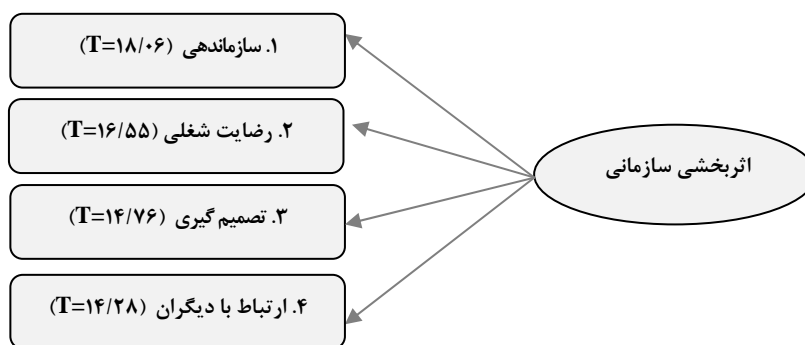 ۱. سازماندهی (T=۱۸/۰۶)
۲. رضایت شغلی (T=۱۶/۵۵)
۳. تصمیم گیری (T=۱۴/۷۶)
۴. ارتباط با دیگران (T=۱۴/۲۸)
اثربخشی سازمانی